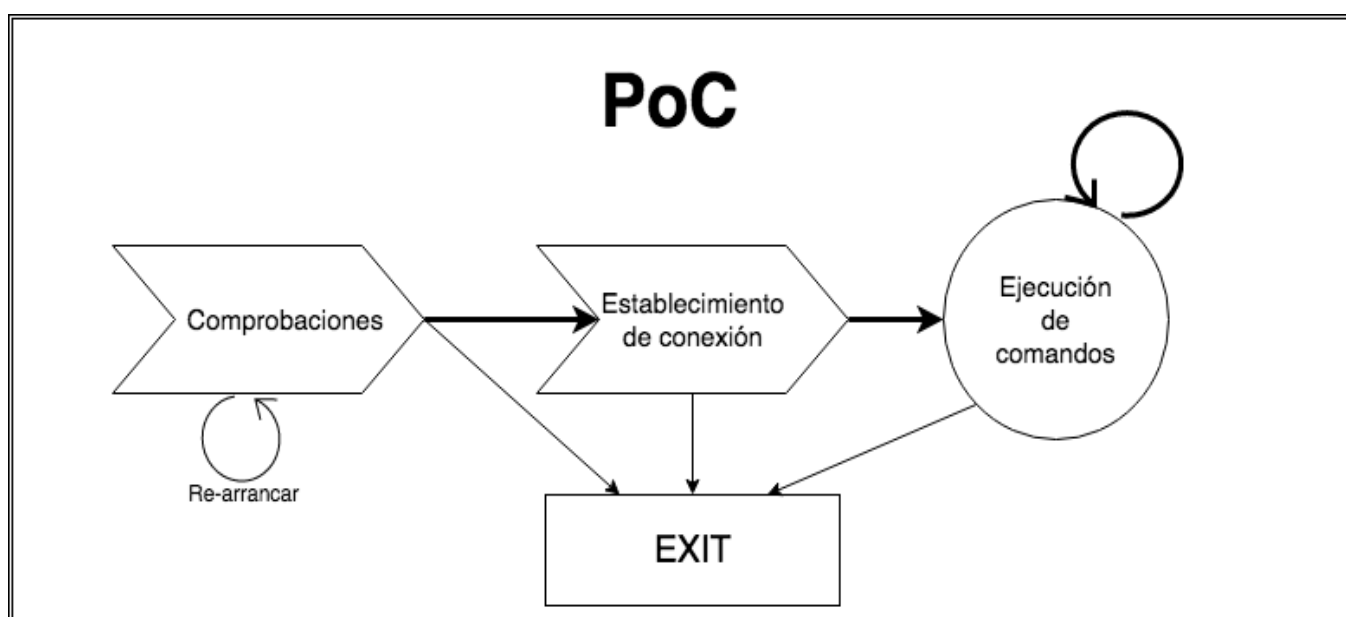 PoC
Comprobaciones
Establecimiento
de conexión
Ejecución
de
comandos
Re-arrancar
EXIT